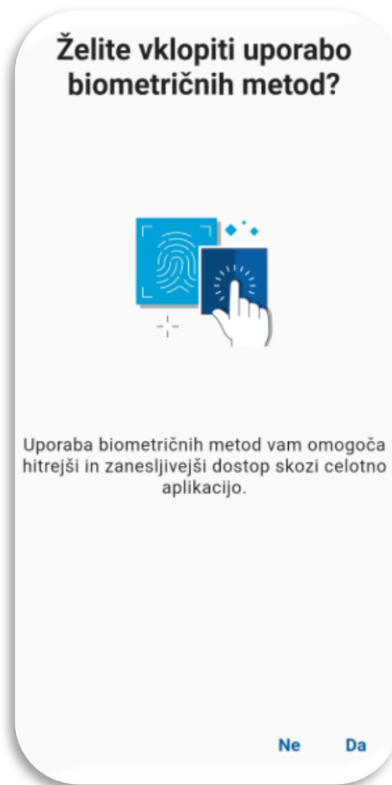 Želite vklopiti uporabo
biometričnih metod?
Uporaba biometričnih metod vam omogoča
hitrejši in zanesljivejši dostop skozi celotno
aplikacijo.
Ne Da